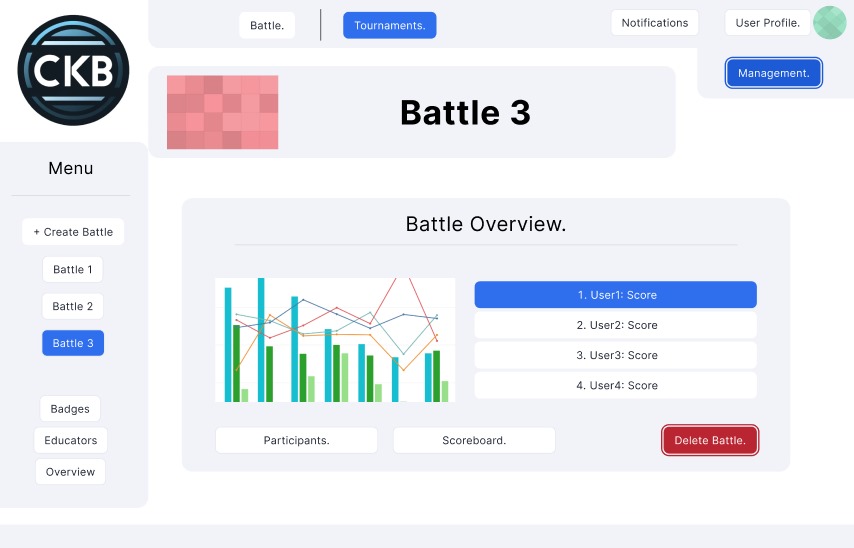 CKB
Battle.
Tournaments.
Notifications
User Profile.
Management.
Battle 3
Menu
+ Create Battle
Battle 1
Battle 2
Battle 3
Badges
Educators
Overview
Battle Overview.
1. User1: Score
2. User2: Score
3. User3: Score
4. User4: Score
Participants.
Scoreboard.
Delete Battle.